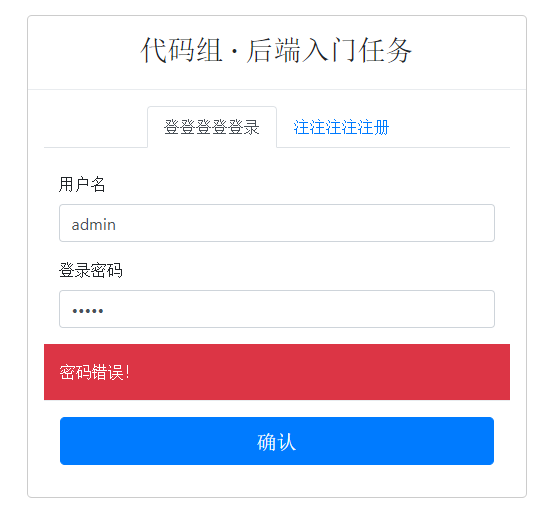 代码组 · 后端入门任务
登登登登登录 注注注注注册
用户名
admin
登录密码
•••••
密码错误!
确认